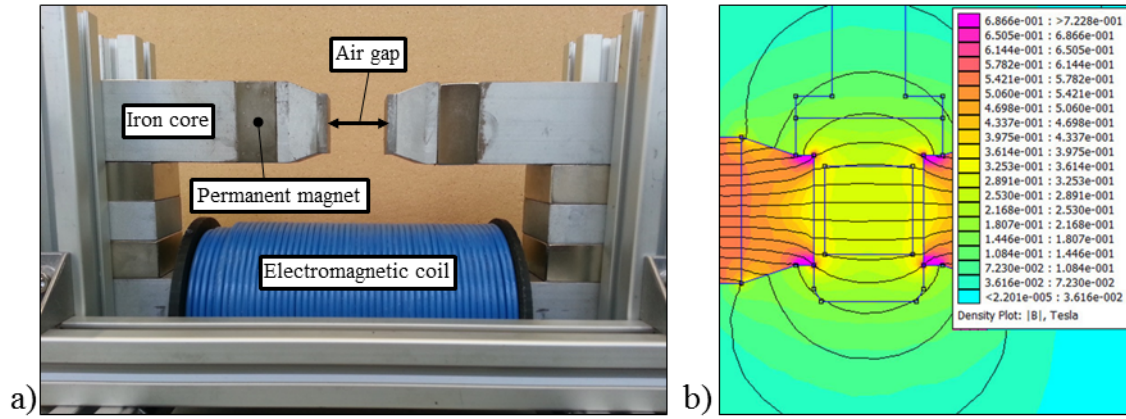 Air gap
Iron core
Permanent magnet
Electromagnetic coil
a)
b)
6.866e-001 : >7.228e-001
6.505e-001 : 6.866e-001
6.144e-001 : 6.505e-001
5.782e-001 : 6.144e-001
5.421e-001 : 5.782e-001
5.060e-001 : 5.421e-001
4.698e-001 : 5.060e-001
4.337e-001 : 4.698e-001
3.975e-001 : 4.337e-001
3.614e-001 : 3.975e-001
3.253e-001 : 3.614e-001
2.891e-001 : 3.253e-001
2.530e-001 : 2.891e-001
2.168e-001 : 2.530e-001
1.807e-001 : 2.168e-001
1.446e-001 : 1.807e-001
1.084e-001 : 1.446e-001
7.230e-002 : 1.084e-001
3.616e-002 : 7.230e-002
<2.201e-005 : 3.616e-002
Density Plot: |B|, Tesla